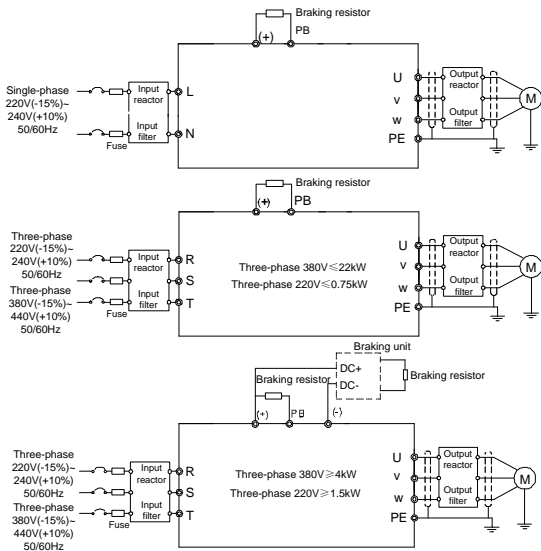 Braking resistor
(+)
PB
Single-phase
220V(-15%)~
240V(+10%)
50/60Hz
Fuse
Input
reactor
Input
filter
L
N
U
v
w
PE
Output
reactor
Output
filter
M
Braking resistor
(+)
PB
Three-phase
220V(-15%)~
240V(+10%)
50/60Hz
Three-phase
380V(-15%)~
440V(+10%)
50/60Hz
Fuse
Input
reactor
Input
filter
R
S
T
Three-phase 380V≤22kW
Three-phase 220V≤0.75kW
U
v
w
PE
Output
reactor
Output
filter
M
Braking unit
DC+
DC-
Braking resistor
Braking resistor
(+)
PB
(-)
Three-phase
220V(-15%)~
240V(+10%)
50/60Hz
Three-phase
380V(-15%)~
440V(+10%)
50/60Hz
Fuse
Input
reactor
Input
filter
R
S
T
Three-phase 380V≥4kW
Three-phase 220V≥1.5kW
U
v
w
PE
Output
reactor
Output
filter
M